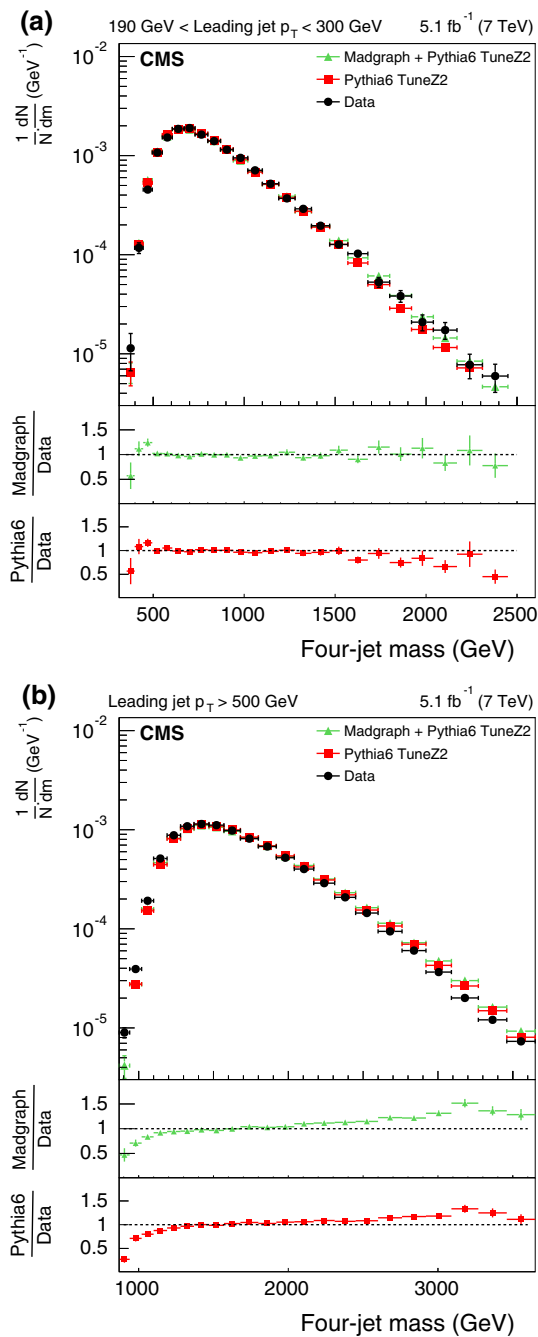 (a)
190 GeV < Leading jet p_T < 300 GeV
5.1 fb^-1 (7 TeV)
CMS
Madgraph + Pythia6 TuneZ2
Pythia6 TuneZ2
Data
1 dN
N dm (GeV^-1)
10^-2
10^-3
10^-4
10^-5
Madgraph
Data
1.5
1
0.5
Pythia6
Data
1.5
1
0.5
500 1000 1500 2000 2500
Four-jet mass (GeV)
(b)
Leading jet p_T > 500 GeV
5.1 fb^-1 (7 TeV)
CMS
Madgraph + Pythia6 TuneZ2
Pythia6 TuneZ2
Data
1 dN
N dm (GeV^-1)
10^-2
10^-3
10^-4
10^-5
Madgraph
Data
1.5
1
0.5
Pythia6
Data
1.5
1
0.5
1000 2000 3000
Four-jet mass (GeV)